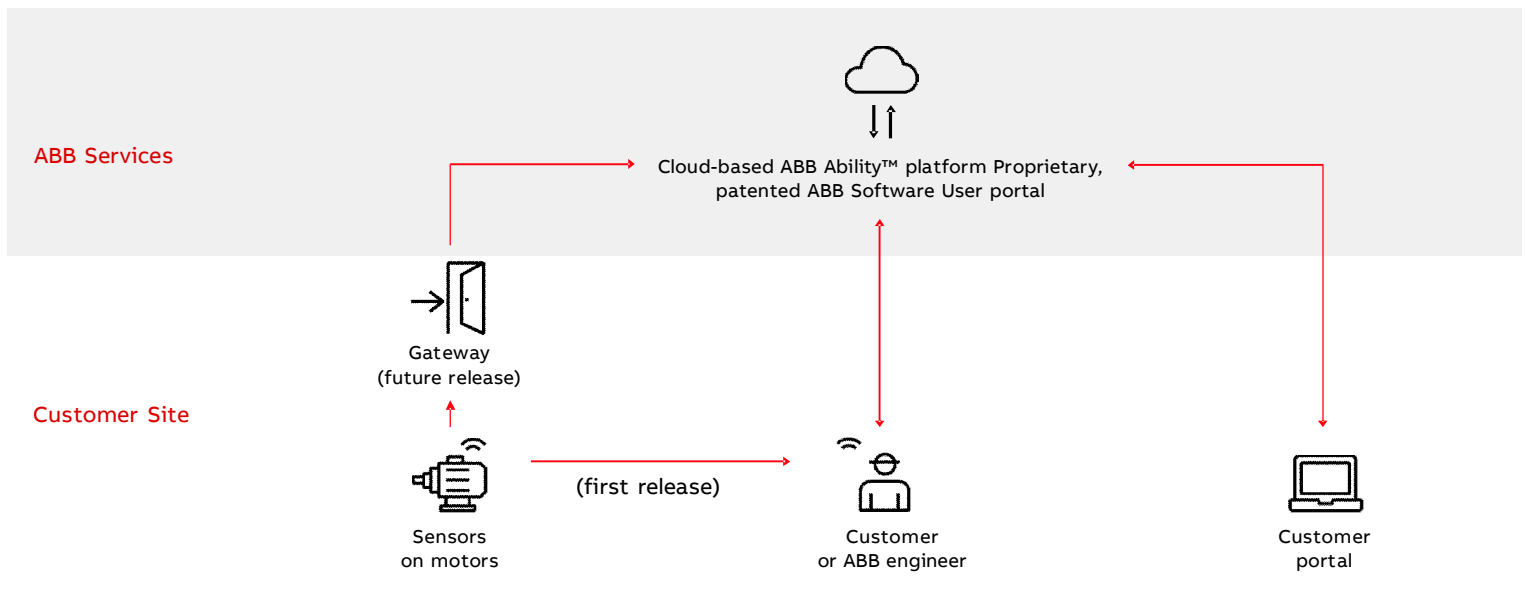 ABB Services
Cloud-based ABB Ability™ platform Proprietary,
patented ABB Software User portal
Gateway
(future release)
Customer Site
(first release)
Sensors
on motors
Customer
or ABB engineer
Customer
portal